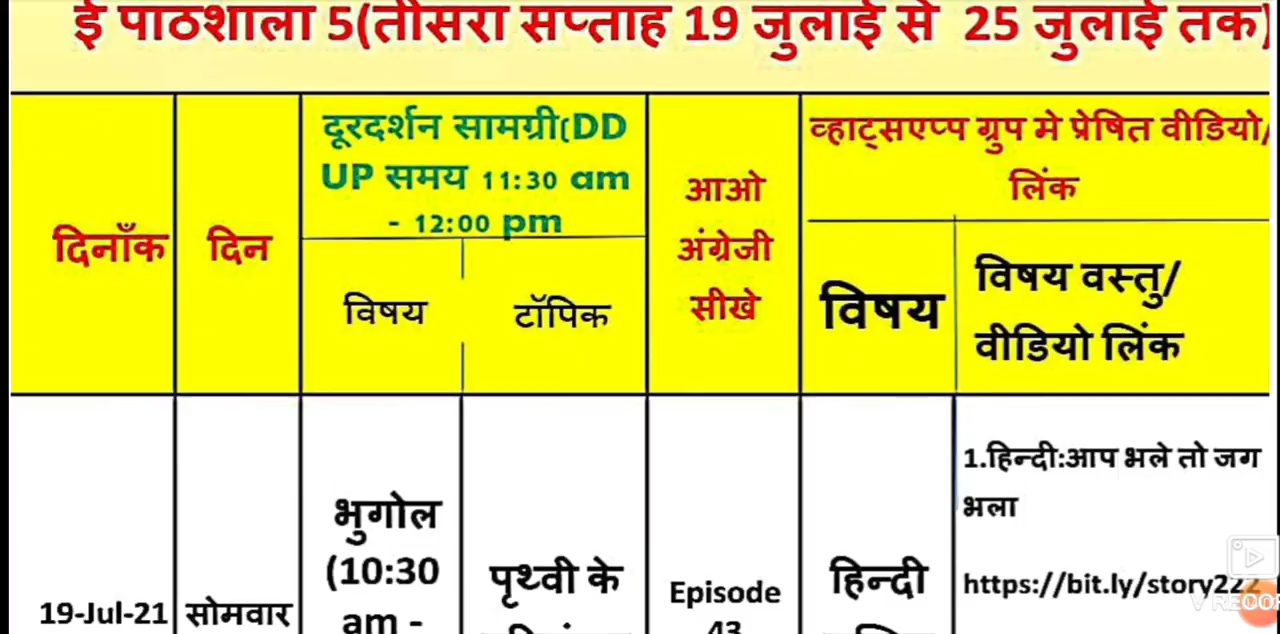 ई पाठशाला 5(तीसरा सप्ताह 19 जुलाई से 25 जुलाई तक)
दिनाँक
दिन
दूरदर्शन सामग्री(DD
UP समय 11:30 am
- 12:00 pm
विषय
टॉपिक
आओ
अंग्रेजी
सीखे
व्हाट्सएप्प ग्रुप मे प्रेषित वीडियो/
लिंक
विषय
विषय वस्तु/
वीडियो लिंक
19-Jul-21
सोमवार
भुगोल
(10:30
am -
पृथ्वी के
Episode
43
हिन्दी
1.हिन्दी:आप भले तो जग
भला
https://bit.ly/story222